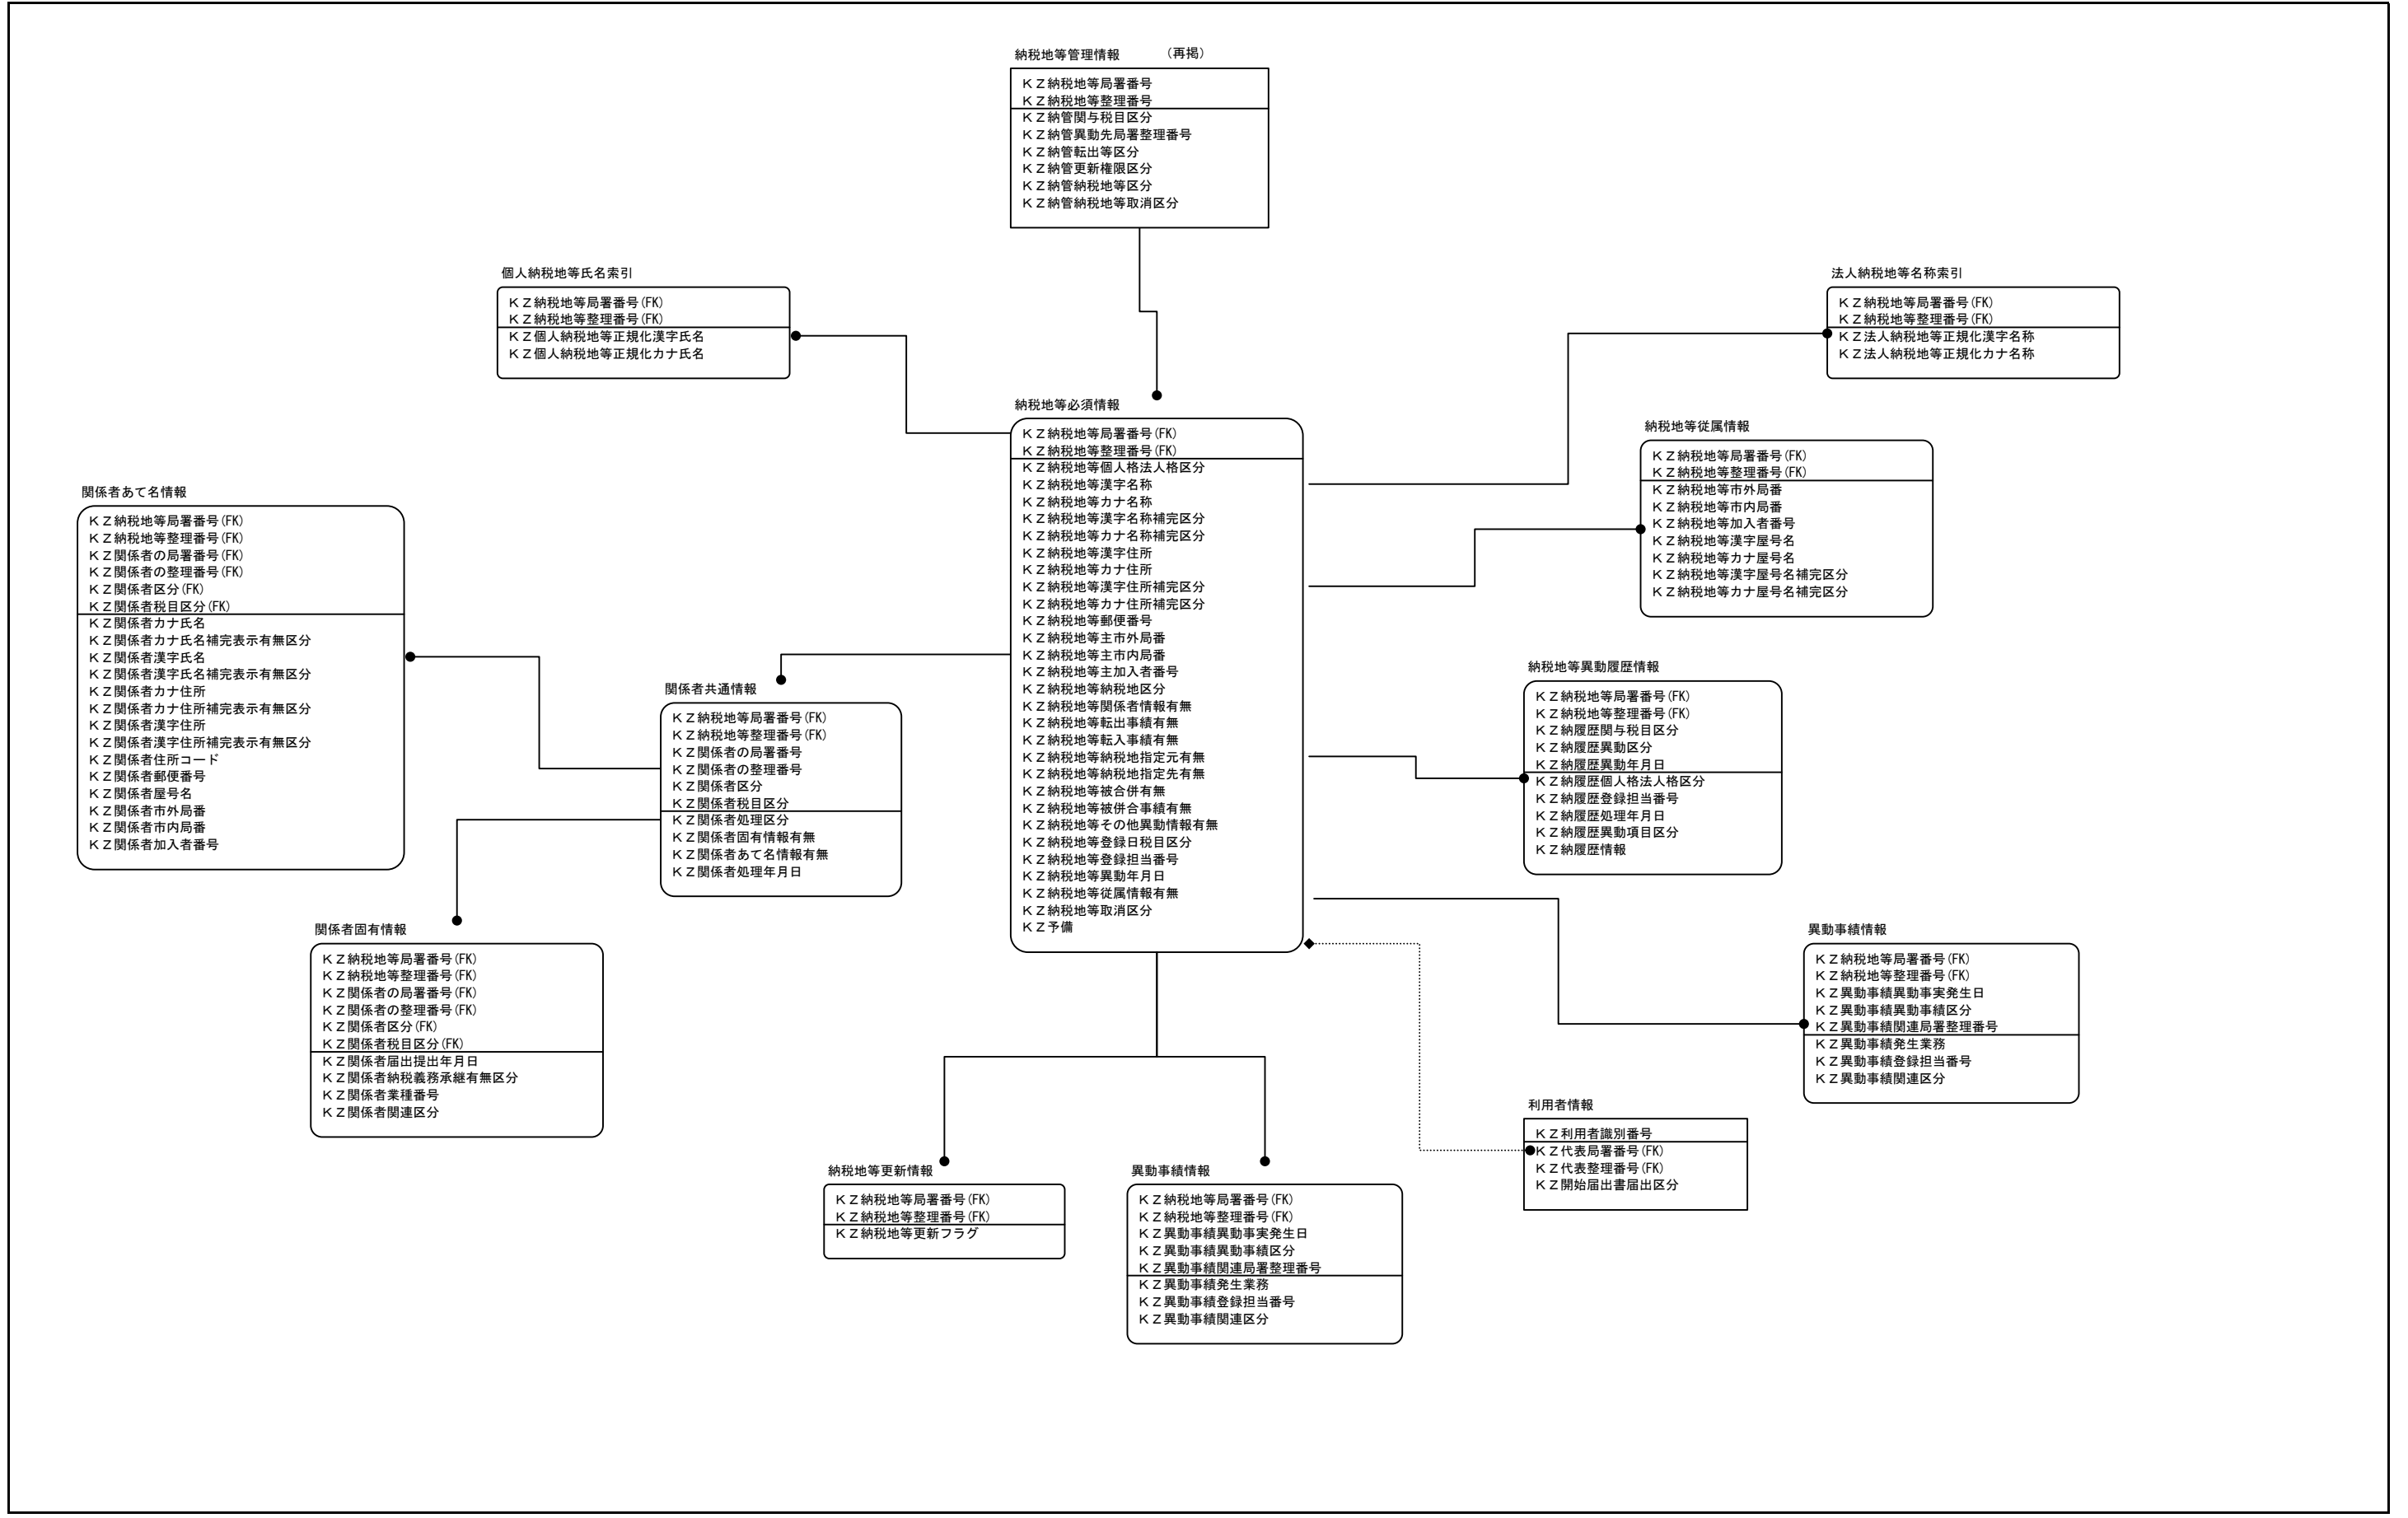 納税地等管理情報　　　（再掲）
ＫＺ納税地等局署番号
ＫＺ納税地等整理番号
ＫＺ納管関与税目区分
ＫＺ納管異動先局署整理番号
ＫＺ納管転出等区分
ＫＺ納管更新権限区分
ＫＺ納管納税地等区分
ＫＺ納管納税地等取消区分
個人納税地等氏名索引
ＫＺ納税地等局署番号(FK)
ＫＺ納税地等整理番号(FK)
ＫＺ個人納税地等正規化漢字氏名
ＫＺ個人納税地等正規化カナ氏名
法人納税地等名称索引
ＫＺ納税地等局署番号(FK)
ＫＺ納税地等整理番号(FK)
ＫＺ法人納税地等正規化漢字名称
ＫＺ法人納税地等正規化カナ名称
納税地等必須情報
ＫＺ納税地等局署番号(FK)
ＫＺ納税地等整理番号(FK)
ＫＺ納税地等個人格法人格区分
ＫＺ納税地等漢字名称
ＫＺ納税地等カナ名称
ＫＺ納税地等漢字名称補完区分
ＫＺ納税地等カナ名称補完区分
ＫＺ納税地等漢字住所
ＫＺ納税地等カナ住所
ＫＺ納税地等漢字住所補完区分
ＫＺ納税地等カナ住所補完区分
ＫＺ納税地等郵便番号
ＫＺ納税地等主市外局番
ＫＺ納税地等主市内局番
ＫＺ納税地等主加入者番号
ＫＺ納税地等納税地区分
ＫＺ納税地等関係者情報有無
ＫＺ納税地等転出事績有無
ＫＺ納税地等転入事績有無
ＫＺ納税地等納税地指定元有無
ＫＺ納税地等納税地指定先有無
ＫＺ納税地等被合併有無
ＫＺ納税地等被併合事績有無
ＫＺ納税地等その他異動情報有無
ＫＺ納税地等登録日税目区分
ＫＺ納税地等登録担当番号
ＫＺ納税地等異動年月日
ＫＺ納税地等従属情報有無
ＫＺ納税地等取消区分
ＫＺ予備
納税地等従属情報
ＫＺ納税地等局署番号(FK)
ＫＺ納税地等整理番号(FK)
ＫＺ納税地等市外局番
ＫＺ納税地等市内局番
ＫＺ納税地等加入者番号
ＫＺ納税地等漢字屋号名
ＫＺ納税地等カナ屋号名
ＫＺ納税地等漢字屋号名補完区分
ＫＺ納税地等カナ屋号名補完区分
関係者あて名情報
ＫＺ納税地等局署番号(FK)
ＫＺ納税地等整理番号(FK)
ＫＺ関係者の局署番号(FK)
ＫＺ関係者の整理番号(FK)
ＫＺ関係者区分(FK)
ＫＺ関係者税目区分(FK)
ＫＺ関係者カナ氏名
ＫＺ関係者カナ氏名補完表示有無区分
ＫＺ関係者漢字氏名
ＫＺ関係者漢字氏名補完表示有無区分
ＫＺ関係者カナ住所
ＫＺ関係者カナ住所補完表示有無区分
ＫＺ関係者漢字住所
ＫＺ関係者漢字住所補完表示有無区分
ＫＺ関係者住所コード
ＫＺ関係者郵便番号
ＫＺ関係者屋号名
ＫＺ関係者市外局番
ＫＺ関係者市内局番
ＫＺ関係者加入者番号
関係者共通情報
ＫＺ納税地等局署番号(FK)
ＫＺ納税地等整理番号(FK)
ＫＺ関係者の局署番号
ＫＺ関係者の整理番号
ＫＺ関係者区分
ＫＺ関係者税目区分
ＫＺ関係者処理区分
ＫＺ関係者固有情報有無
ＫＺ関係者あて名情報有無
ＫＺ関係者処理年月日
納税地等異動履歴情報
ＫＺ納税地等局署番号(FK)
ＫＺ納税地等整理番号(FK)
ＫＺ納履歴関与税目区分
ＫＺ納履歴異動区分
ＫＺ納履歴異動年月日
ＫＺ納履歴個人格法人格区分
ＫＺ納履歴登録担当番号
ＫＺ納履歴処理年月日
ＫＺ納履歴異動項目区分
ＫＺ納履歴情報
関係者固有情報
ＫＺ納税地等局署番号(FK)
ＫＺ納税地等整理番号(FK)
ＫＺ関係者の局署番号(FK)
ＫＺ関係者の整理番号(FK)
ＫＺ関係者区分(FK)
ＫＺ関係者税目区分(FK)
ＫＺ関係者届出提出年月日
ＫＺ関係者納税義務承継有無区分
ＫＺ関係者業種番号
ＫＺ関係者関連区分
異動事績情報
ＫＺ納税地等局署番号(FK)
ＫＺ納税地等整理番号(FK)
ＫＺ異動事績異動事実発生日
ＫＺ異動事績異動事績区分
ＫＺ異動事績関連局署整理番号
ＫＺ異動事績発生業務
ＫＺ異動事績登録担当番号
ＫＺ異動事績関連区分
利用者情報
ＫＺ利用者識別番号
ＫＺ代表局署番号(FK)
ＫＺ代表整理番号(FK)
ＫＺ開始届出書届出区分
納税地等更新情報
ＫＺ納税地等局署番号(FK)
ＫＺ納税地等整理番号(FK)
ＫＺ納税地等更新フラグ
異動事績情報
ＫＺ納税地等局署番号(FK)
ＫＺ納税地等整理番号(FK)
ＫＺ異動事績異動事実発生日
ＫＺ異動事績異動事績区分
ＫＺ異動事績関連局署整理番号
ＫＺ異動事績発生業務
ＫＺ異動事績登録担当番号
ＫＺ異動事績関連区分